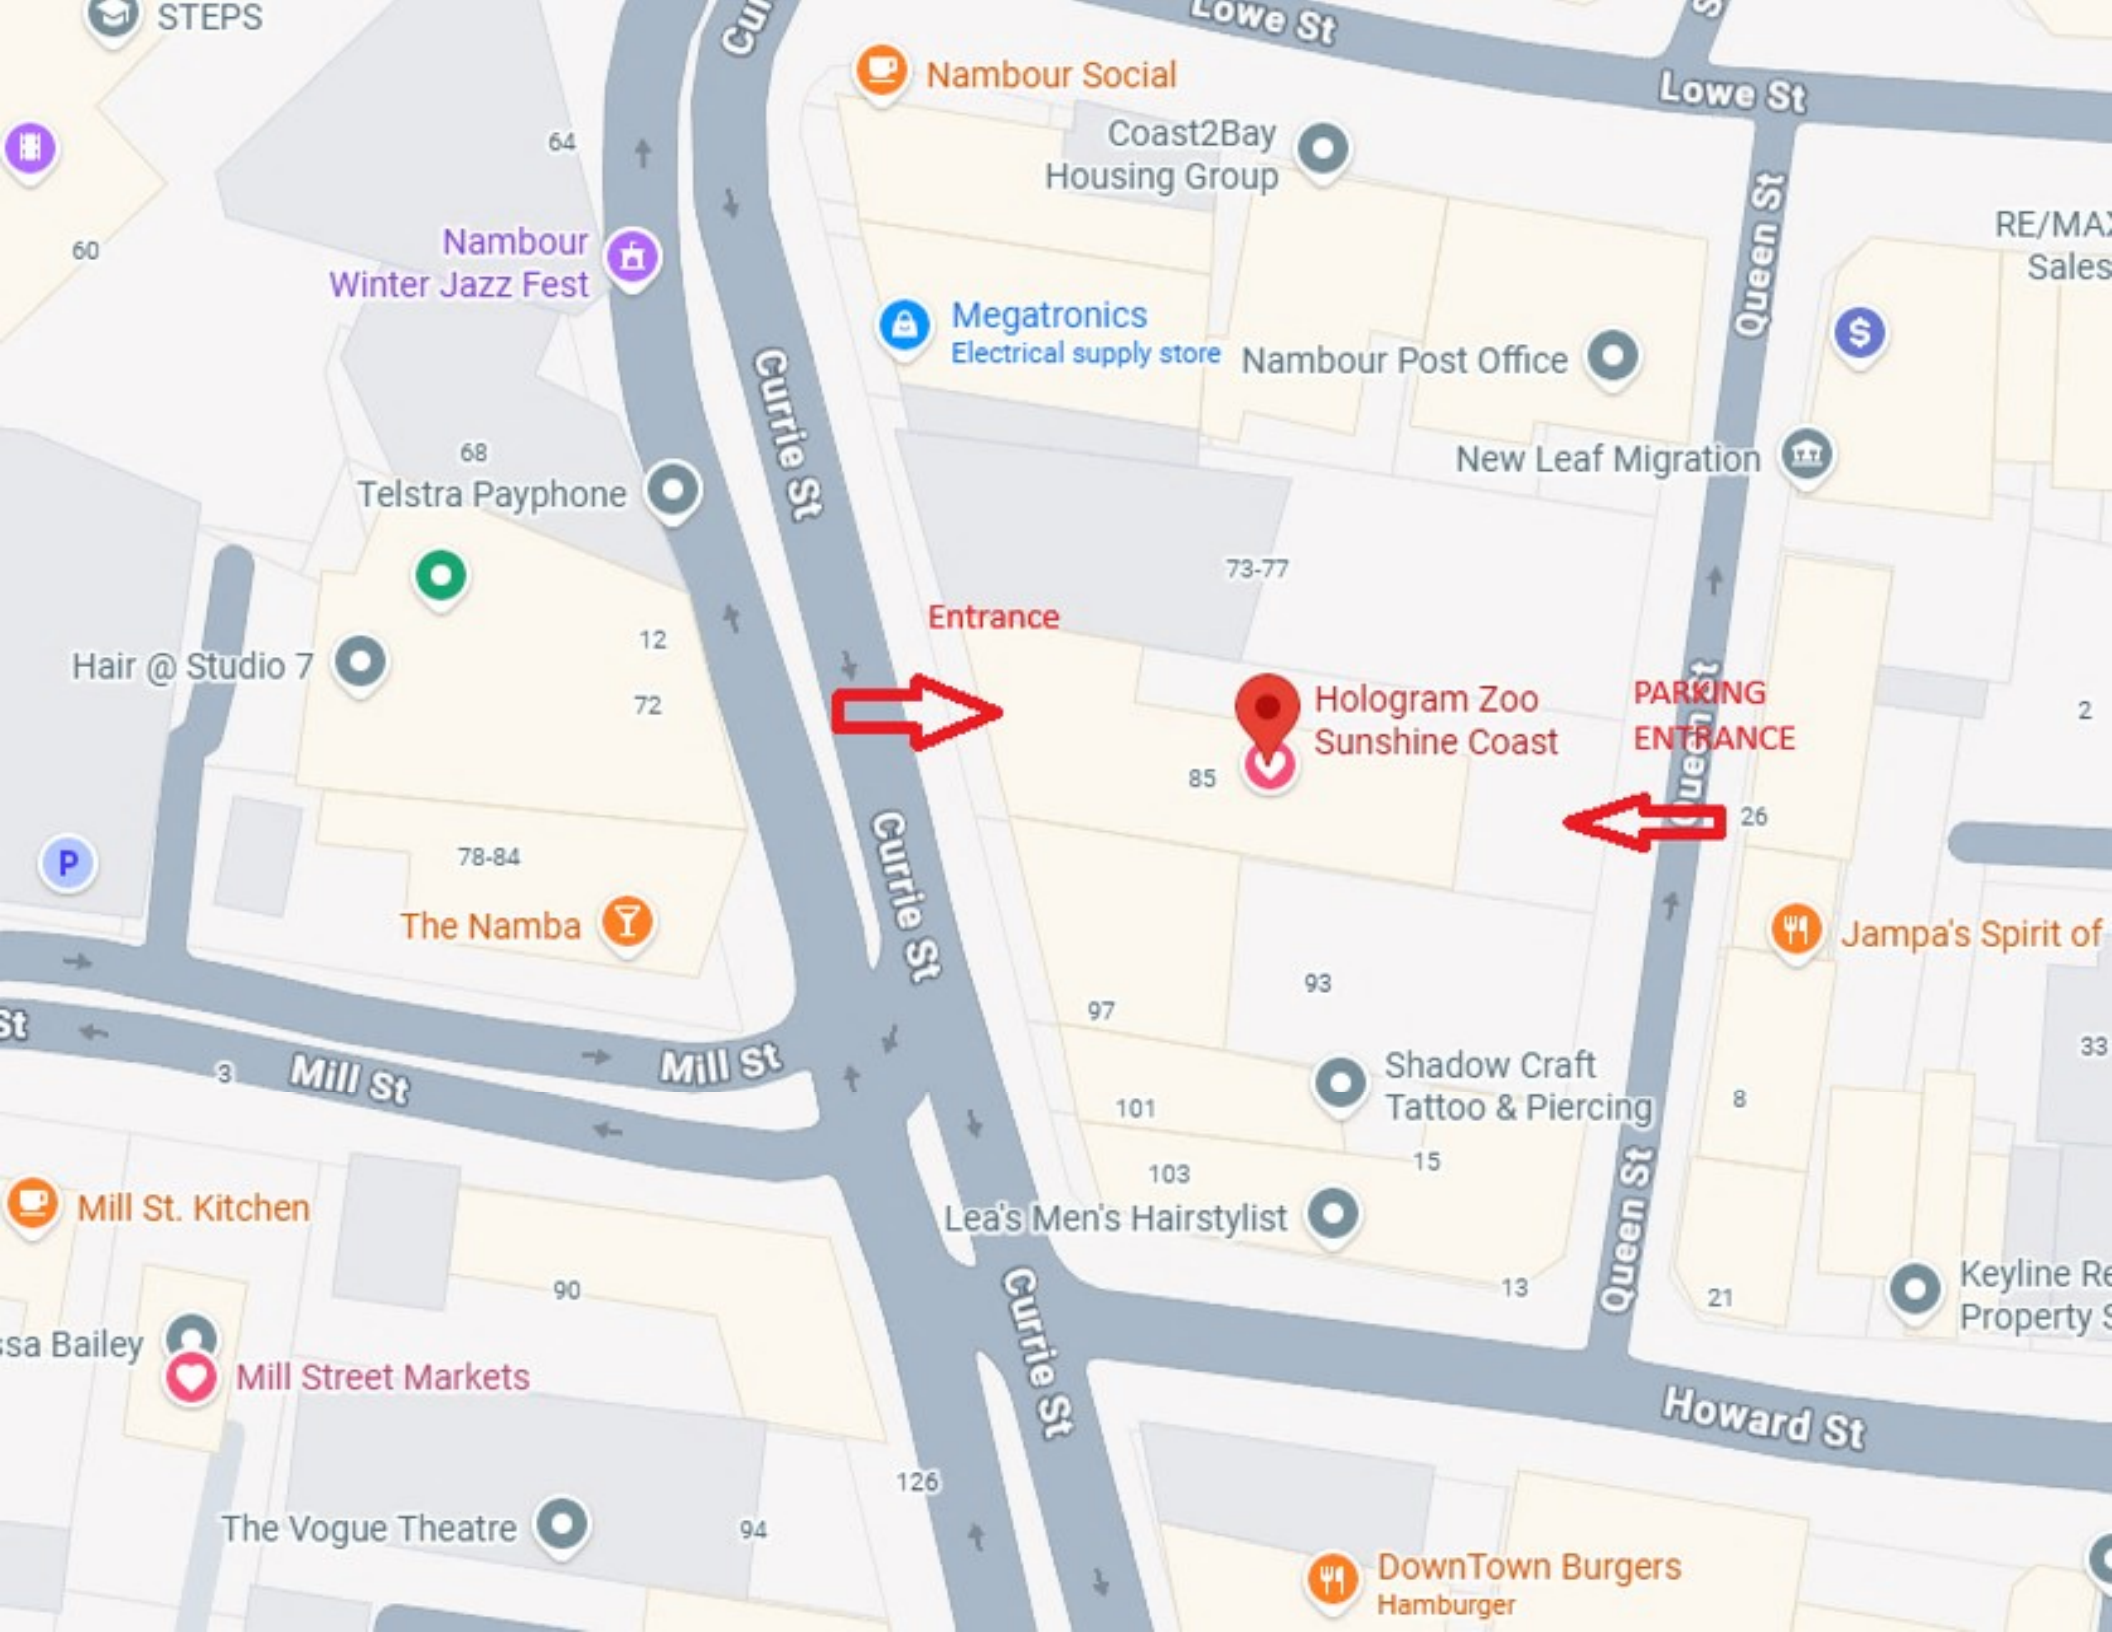 STEPS
Lowe St
Nambour Social
Lowe St
Coast2Bay
Housing Group
64
Queen St
RE/MAX
Sales
Nambour
Winter Jazz Fest
60
Megatronics
Electrical supply store
Nambour Post Office
Currie St
68
Telstra Payphone
New Leaf Migration
73-77
Entrance
12
Hair @ Studio 7
72
Hologram Zoo
Sunshine Coast
PARKING
ENTRANCE
Queen St
2
85
26
P
78-84
The Namba
Currie St
Jampa's Spirit of
93
97
St
Mill St
Mill St
3
33
Shadow Craft
Tattoo & Piercing
101
8
15
103
Lea's Men's Hairstylist
Queen St
Mill St. Kitchen
90
13
21
Keyline Re
Property S
ssa Bailey
Mill Street Markets
Currie St
Howard St
126
The Vogue Theatre
94
DownTown Burgers
Hamburger